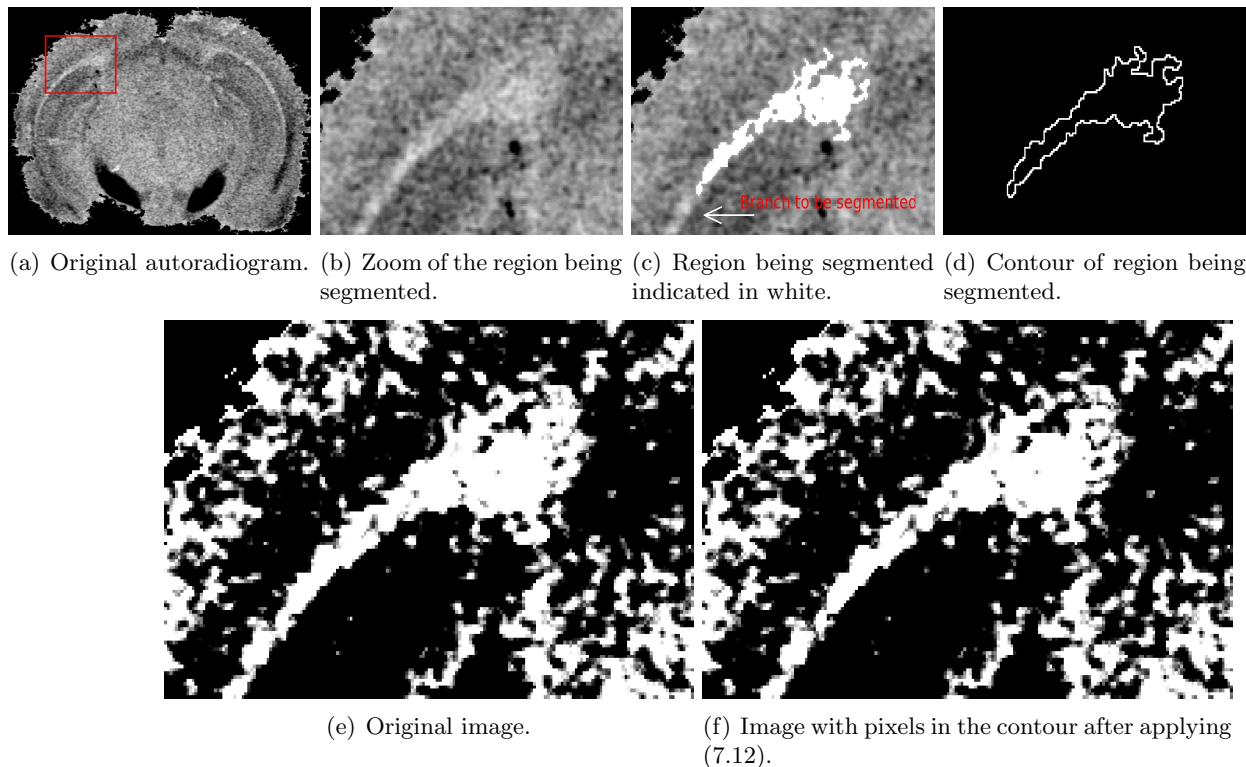 Branch to be segmented
(a) Original autoradiogram.
(b) Zoom of the region being
segmented.
(c) Region being segmented
indicated in white.
(d) Contour of region being
segmented.
(e) Original image.
(f) Image with pixels in the contour after applying
(7.12).